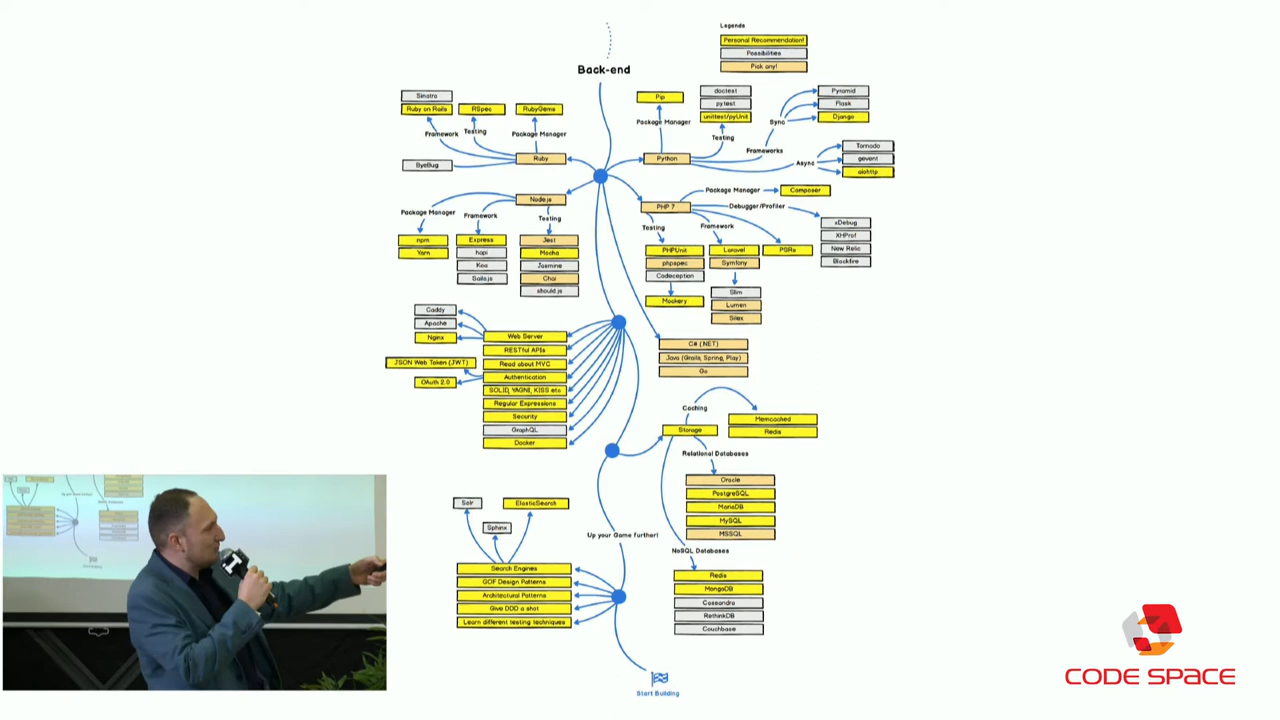 Legends
Personal Recommendation!
Possibilities
Pick any!
Back-end
Sinatra
Ruby on Rails
RSpec
RubyGems
Framework
Testing
Package Manager
Ruby
ByeBug
Pip
Package Manager
doctest
pytest
unittest/pyUnit
Testing
Python
Sync
Pyramid
Flask
Django
Frameworks
Async
Tornado
gevent
aiohttp
Node.js
Package Manager
Framework
Testing
npm
Yarn
Express
hapi
Koa
Sails.js
Jest
Mocha
Jasmine
Chai
should.js
PHP 7
Package Manager
Composer
Debugger/Profiler
xDebug
XHProf
New Relic
Blackfire
Testing
Framework
PHPUnit
phpspec
Codeception
Mockery
Laravel
Symfony
Slim
Lumen
Silex
PSRs
Caddy
Apache
Nginx
JSON Web Token (JWT)
OAuth 2.0
Web Server
RESTful APIs
Read about MVC
Authentication
SOLID, YAGNI, KISS etc
Regular Expressions
Security
GraphQL
Docker
C# (.NET)
Java (Grails, Spring, Play)
Go
Caching
Memcached
Redis
Storage
Relational Databases
Oracle
PostgreSQL
MariaDB
MySQL
MSSQL
NoSQL Databases
Redis
MongoDB
Cassandra
RethinkDB
Couchbase
Up your Game further!
Solr
Sphinx
ElasticSearch
Search Engines
GOF Design Patterns
Architectural Patterns
Give DDD a shot
Learn different testing techniques
Start Building
CODE SPACE